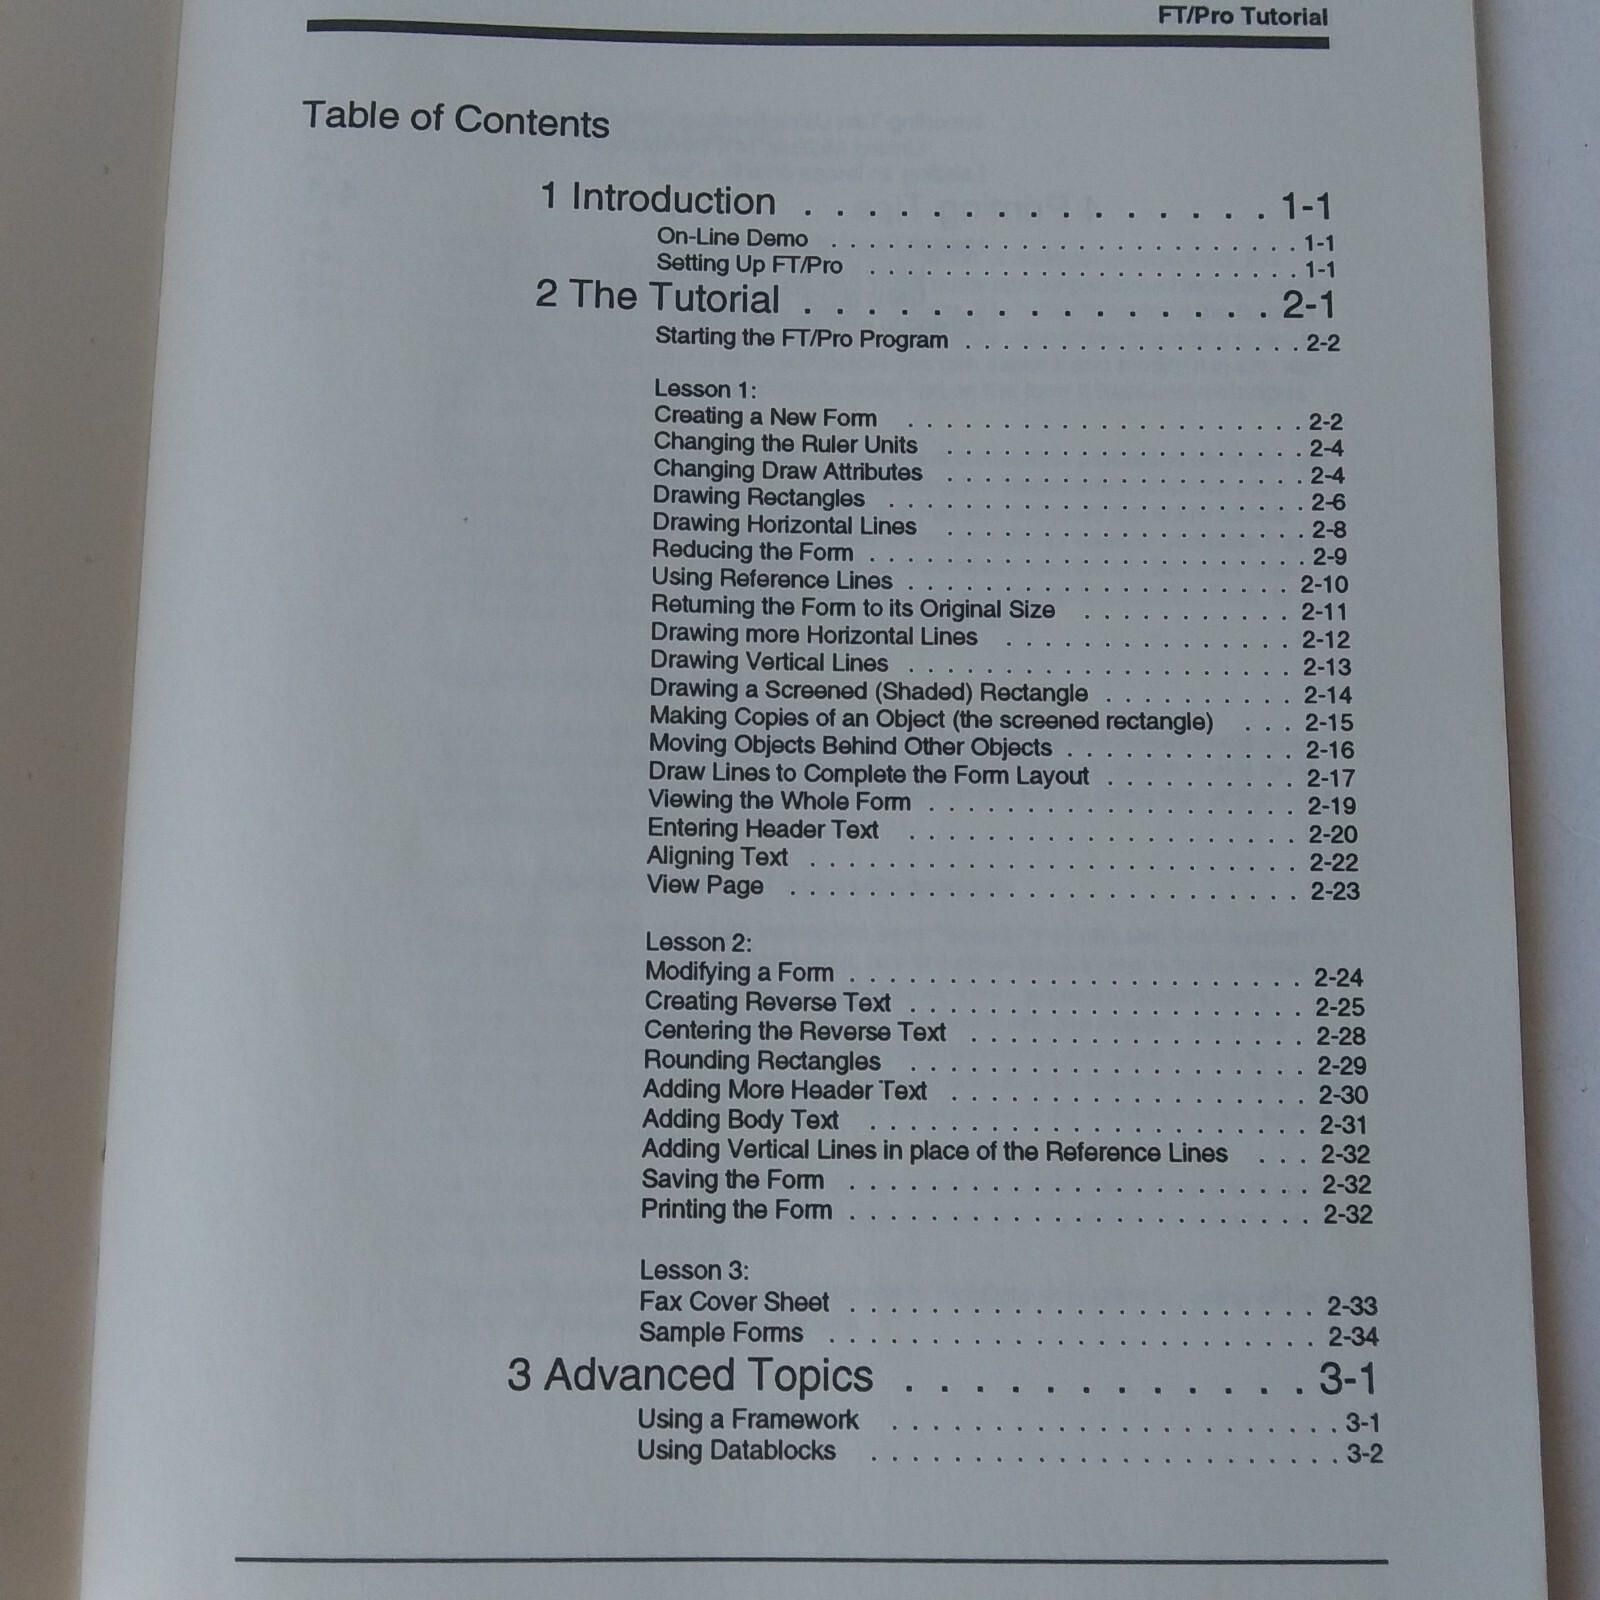 FT/Pro Tutorial
Table of Contents
1 Introduction . . . . . . . . . . . . . . . 1-1
On-Line Demo . . . . . . . . . . . . . . . . . . . . . . . . 1-1
Setting Up FT/Pro . . . . . . . . . . . . . . . . . . . . . . 1-1
2 The Tutorial . . . . . . . . . . . . . . . 2-1
Starting the FT/Pro Program . . . . . . . . . . . . . . . . . . 2-2
Lesson 1:
Creating a New Form . . . . . . . . . . . . . . . . . . . . . 2-2
Changing the Ruler Units . . . . . . . . . . . . . . . . . . . 2-4
Changing Draw Attributes . . . . . . . . . . . . . . . . . . . 2-4
Drawing Rectangles . . . . . . . . . . . . . . . . . . . . . . 2-6
Drawing Horizontal Lines . . . . . . . . . . . . . . . . . . . 2-8
Reducing the Form . . . . . . . . . . . . . . . . . . . . . . . 2-9
Using Reference Lines . . . . . . . . . . . . . . . . . . . . 2-10
Returning the Form to its Original Size . . . . . . . . . . . 2-11
Drawing more Horizontal Lines . . . . . . . . . . . . . . . 2-12
Drawing Vertical Lines . . . . . . . . . . . . . . . . . . . . 2-13
Drawing a Screened (Shaded) Rectangle . . . . . . . . . . 2-14
Making Copies of an Object (the screened rectangle) . . . 2-15
Moving Objects Behind Other Objects . . . . . . . . . . . . 2-16
Draw Lines to Complete the Form Layout . . . . . . . . . . 2-17
Viewing the Whole Form . . . . . . . . . . . . . . . . . . . 2-19
Entering Header Text . . . . . . . . . . . . . . . . . . . . 2-20
Aligning Text . . . . . . . . . . . . . . . . . . . . . . . . . 2-22
View Page . . . . . . . . . . . . . . . . . . . . . . . . . . 2-23
Lesson 2:
Modifying a Form . . . . . . . . . . . . . . . . . . . . . . . 2-24
Creating Reverse Text . . . . . . . . . . . . . . . . . . . . 2-25
Centering the Reverse Text . . . . . . . . . . . . . . . . . 2-28
Rounding Rectangles . . . . . . . . . . . . . . . . . . . . 2-29
Adding More Header Text . . . . . . . . . . . . . . . . . . 2-30
Adding Body Text . . . . . . . . . . . . . . . . . . . . . . 2-31
Adding Vertical Lines in place of the Reference Lines . . . 2-32
Saving the Form . . . . . . . . . . . . . . . . . . . . . . . 2-32
Printing the Form . . . . . . . . . . . . . . . . . . . . . . . 2-32
Lesson 3:
Fax Cover Sheet . . . . . . . . . . . . . . . . . . . . . . . 2-33
Sample Forms . . . . . . . . . . . . . . . . . . . . . . . . 2-34
3 Advanced Topics . . . . . . . . . . . . 3-1
Using a Framework . . . . . . . . . . . . . . . . . . . . . . . 3-1
Using Datablocks . . . . . . . . . . . . . . . . . . . . . . . . 3-2